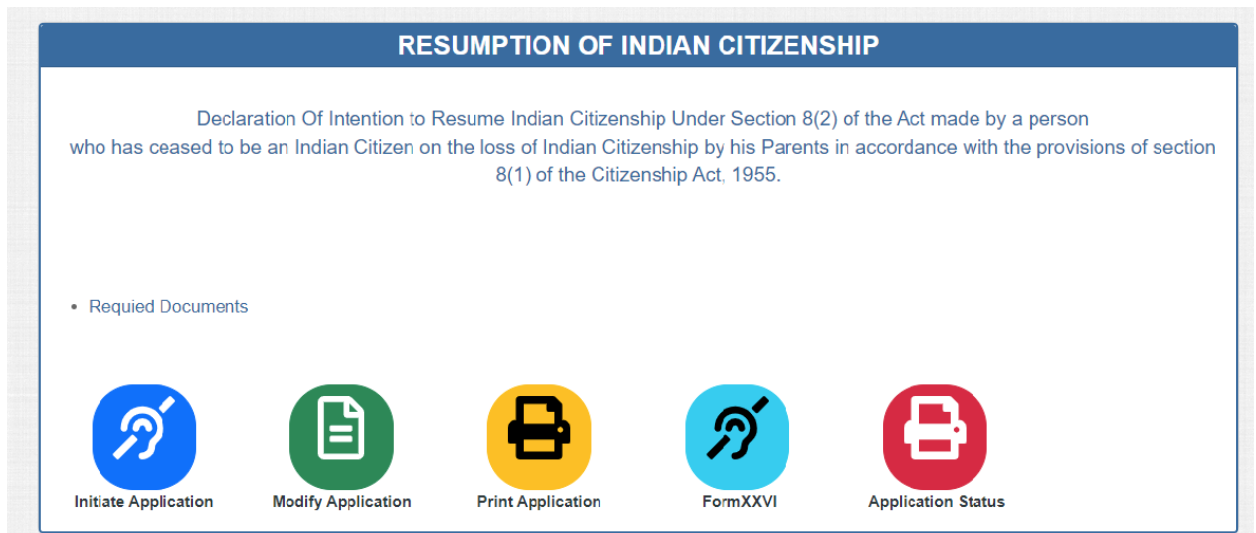 RESUMPTION OF INDIAN CITIZENSHIP
Declaration Of Intention to Resume Indian Citizenship Under Section 8(2) of the Act made by a person
who has ceased to be an Indian Citizen on the loss of Indian Citizenship by his Parents in accordance with the provisions of section
8(1) of the Citizenship Act, 1955.
• Requied Documents
Initiate Application
Modify Application
Print Application
FormXXVI
Application Status